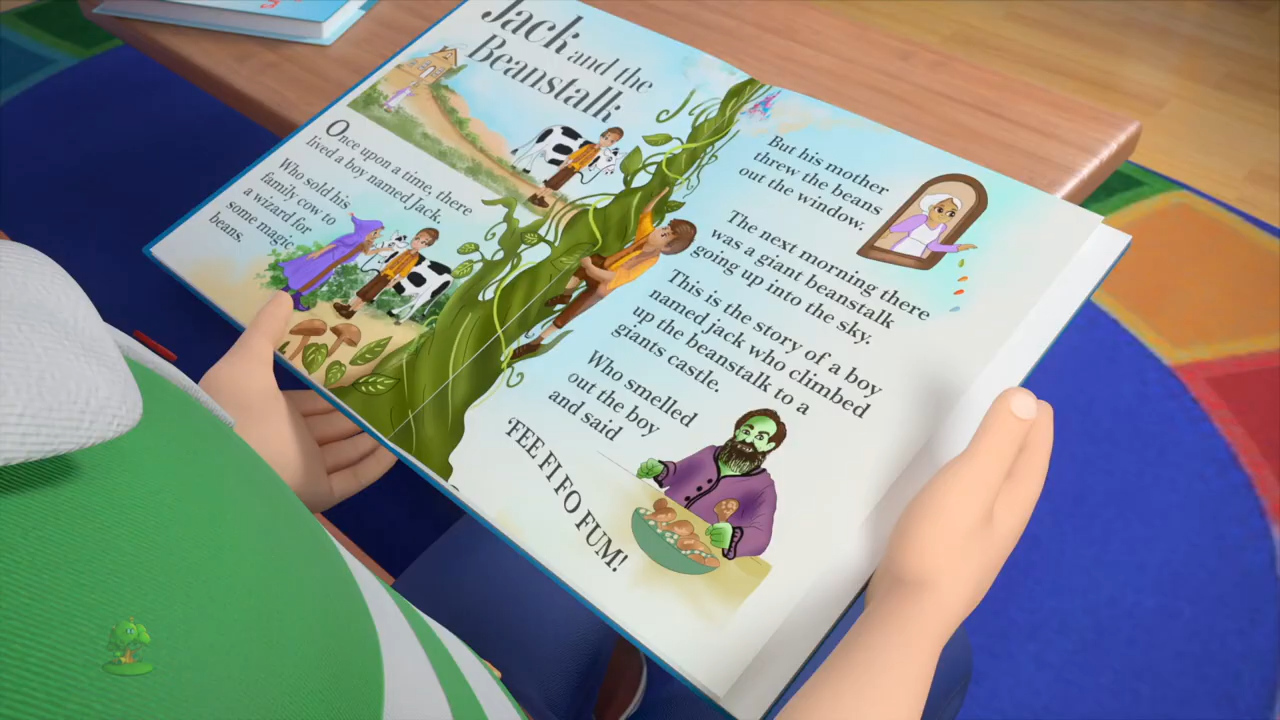 Jack and the
Beanstalk
Once upon a time, there
lived a boy named Jack,
Who sold his
family cow to
a wizard for
some magic
beans.
But his mother
threw the beans
out the window.
The next morning there
was a giant beanstalk
going up into the sky.
This is the story of a boy
named Jack who climbed
up the beanstalk to a
giants castle.
Who smelled
out the boy
and said
'FEE FI FO FUM!